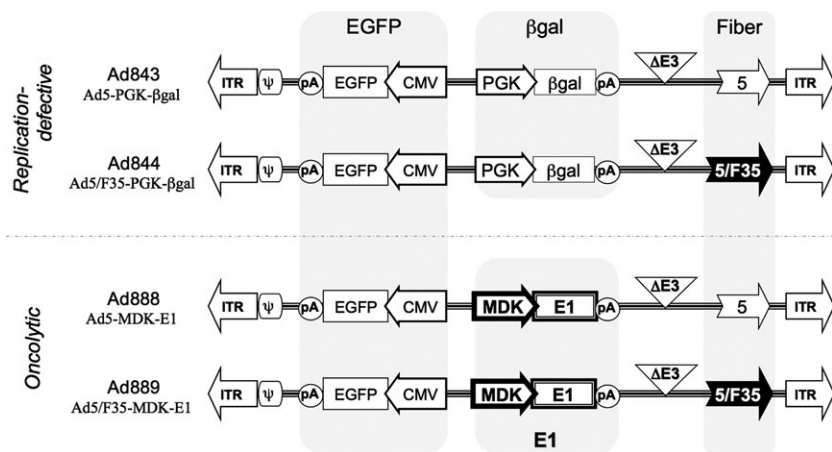 EGFP βgal Fiber
Replication-
defective
Ad843
Ad5-PGK-βgal
ITR ψ pA EGFP CMV PGK βgal pA ΔE3 5 ITR
Ad844
Ad5/F35-PGK-βgal
ITR ψ pA EGFP CMV PGK βgal pA ΔE3 5/F35 ITR
Oncolytic
Ad888
Ad5-MDK-E1
ITR ψ pA EGFP CMV MDK E1 pA ΔE3 5 ITR
Ad889
Ad5/F35-MDK-E1
ITR ψ pA EGFP CMV MDK E1 pA ΔE3 5/F35 ITR
E1